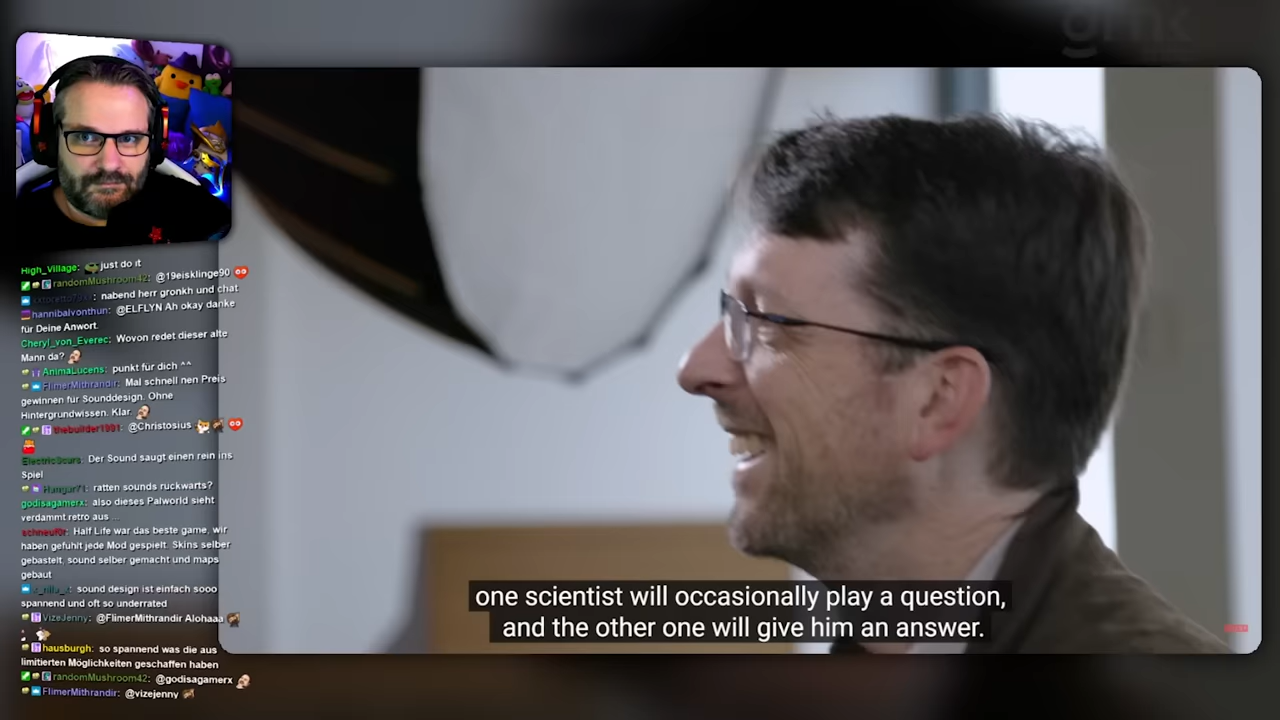 gronk
High_Village: just do it
randomMushroom42: @19eisklinge90
: nabend herr gronkh und chat
hannibalvonthun: @ELFLYN Ah okay danke
für Deine Anwort.
Cheryl_von_Everec: Wovon redet dieser alte
Mann da?
AnimaLucens: punkt für dich ^^
FlimerMithrandir: Mal schnell nen Preis
gewinnen für Sounddesign. Ohne
Hintergrundwissen. Klar.
thebuilder1991: @Christosius
ElectricScars: Der Sound saugt einen rein ins
Spiel
Hangar71: ratten sounds ruckwarts?
godisagamerx: also dieses Palworld sieht
verdammt retro aus ...
schneuf0r: Half Life war das beste game, wir
haben gefühlt jede Mod gespielt. Skins selber
gebastelt, sound selber gemacht und maps
gebaut
: sound design ist einfach sooo
spannend und oft so underrated
VizeJenny: @FlimerMithrandir Alohaaa
hausburgh: so spannend was die aus
limitierten Möglichkeiten geschaffen haben
randomMushroom42: @godisagamerx
FlimerMithrandir: @vizejenny
one scientist will occasionally play a question,
and the other one will give him an answer.